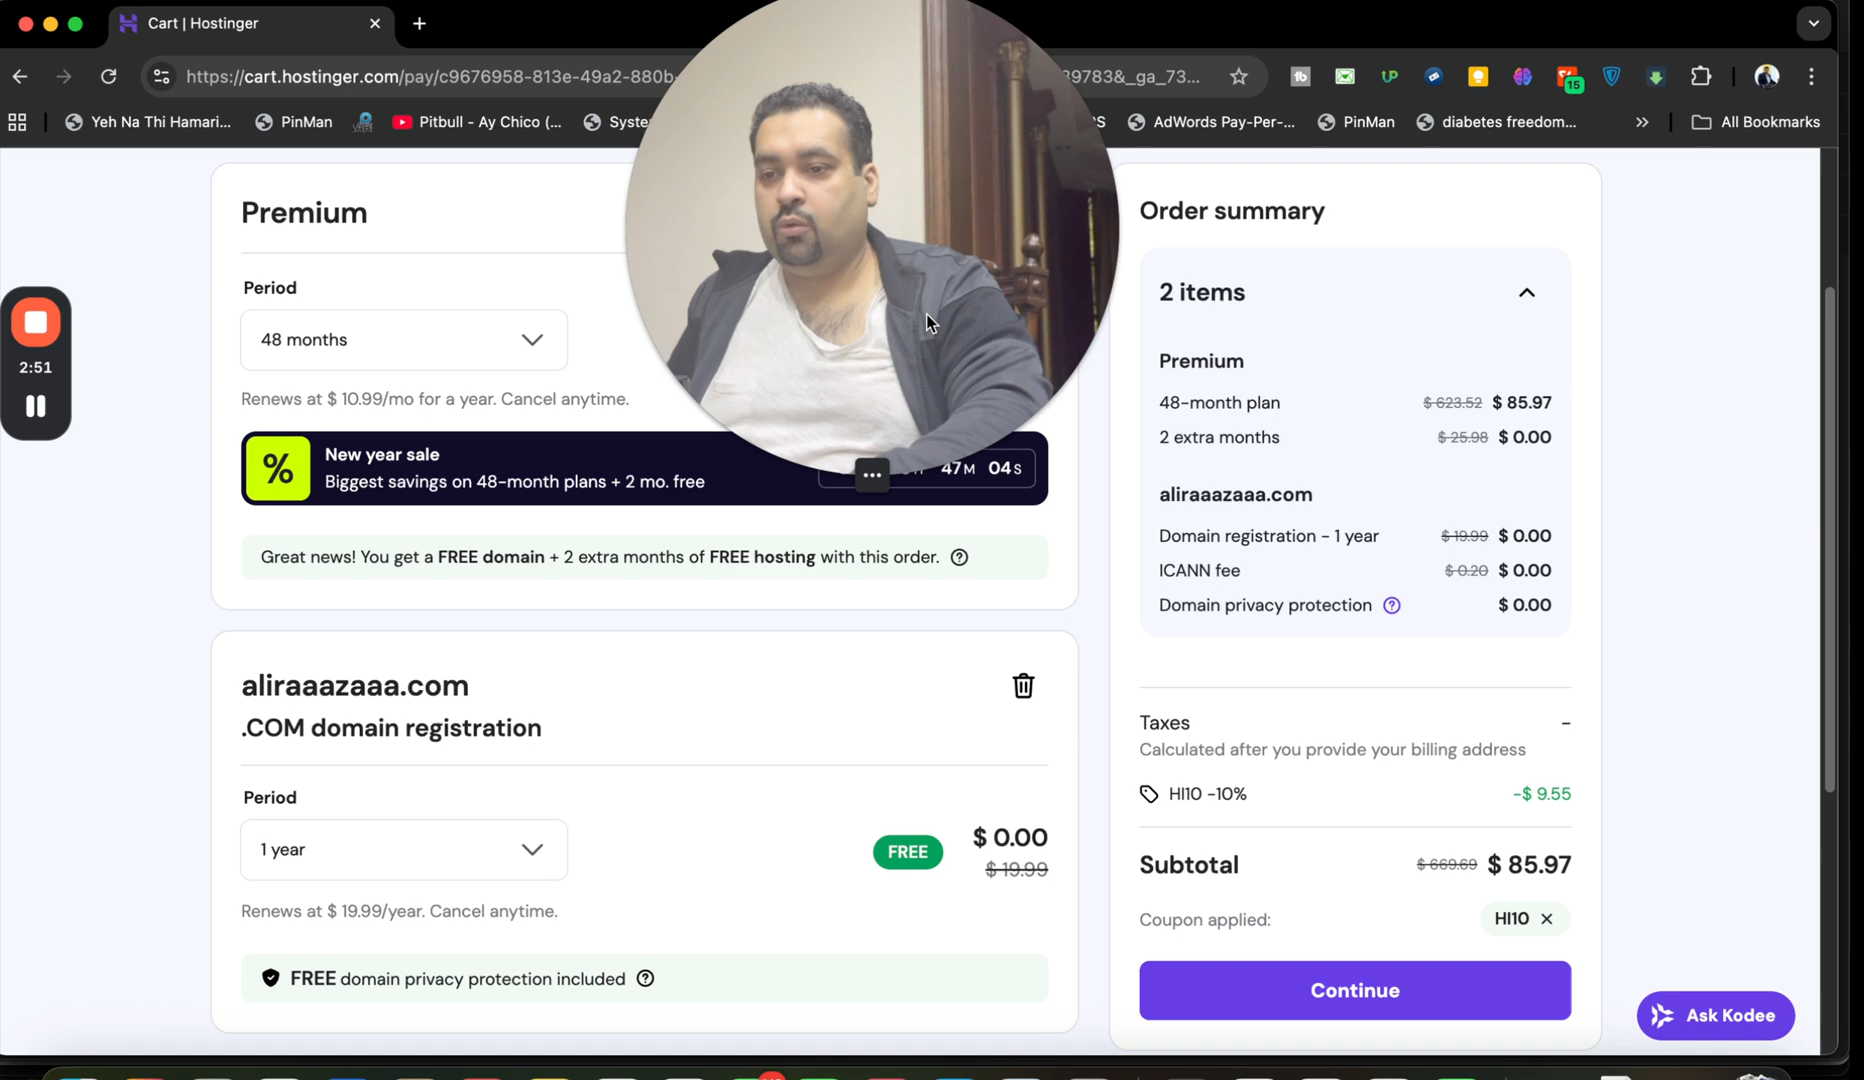 Cart | Hostinger
https://cart.hostinger.com/pay/c9676958-813e-49a2-880b-
39783&_ga_73...
15
Yeh Na Thi Hamari...
PinMan
Pitbull - Ay Chico (...
Syste
AdWords Pay-Per-...
PinMan
diabetes freedom...
All Bookmarks
2:51
Premium
Period
48 months
Renews at $ 10.99/mo for a year. Cancel anytime.
%
New year sale
Biggest savings on 48-month plans + 2 mo. free
47 M 04 S
Great news! You get a FREE domain + 2 extra months of FREE hosting with this order.
aliraaazaaa.com
.COM domain registration
Period
1 year
FREE
$ 0.00
$ 19.99
Renews at $ 19.99/year. Cancel anytime.
FREE domain privacy protection included
Order summary
2 items
Premium
48-month plan $ 623.52 $ 85.97
2 extra months $ 25.98 $ 0.00
aliraaazaaa.com
Domain registration - 1 year $ 19.99 $ 0.00
ICANN fee $ 0.20 $ 0.00
Domain privacy protection $ 0.00
Taxes -
Calculated after you provide your billing address
HI10 -10% -$ 9.55
Subtotal $ 669.69 $ 85.97
Coupon applied: HI10
Continue
Ask Kodee